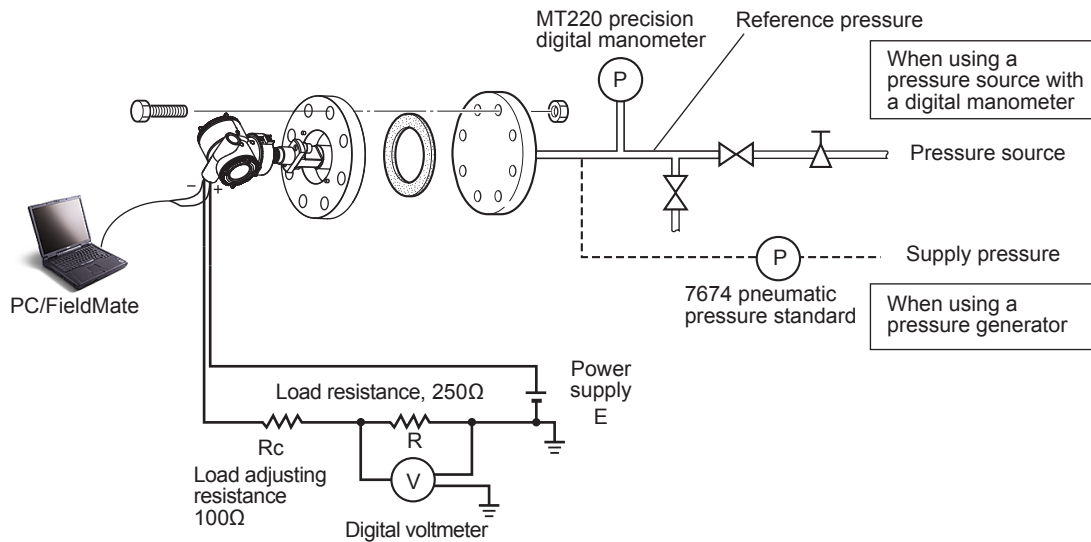 MT220 precision
digital manometer
Reference pressure
When using a
pressure source with
a digital manometer
P
Pressure source
− +
PC/FieldMate
P
Supply pressure
7674 pneumatic
pressure standard
When using a
pressure generator
Load resistance, 250Ω
Power
supply
E
Rc
R
Load adjusting
resistance
100Ω
V
Digital voltmeter